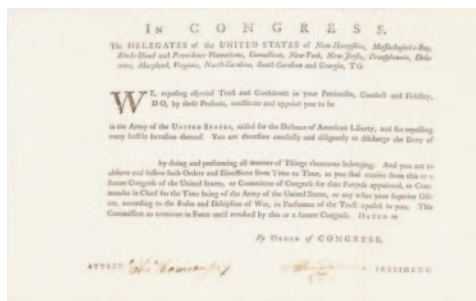 IN CONGRESS.
The DELEGATES of the UNITED STATES of New-Hampshire, Massachusetts-Bay,
Rhode-Island and Providence Plantations, Connecticut, New-York, New-Jersey, Pennsylvania, Dela-
ware, Maryland, Virginia, North-Carolina, South-Carolina and Georgia, TO
WE, reposing especial Trust and Confidence in your Patriotism, Conduct and Fidelity,
DO, by these Presents, constitute and appoint you to be
in the Army of the UNITED STATES, raised for the Defence of American Liberty, and for repelling
every hostile Invasion thereof. You are therefore carefully and diligently to discharge the Duty of
by doing and performing all manner of Things thereunto belonging. And you are to
observe and follow such Orders and Directions from Time to Time, as you shall receive from this or a
future Congress of the United States, or Committee of Congress for that Purpose appointed, or Com-
mander in Chief for the Time being of the Army of the United States, or any other your superior Offi-
cer, according to the Rules and Discipline of War, in Pursuance of the Trust reposed in you. This
Commission to continue in Force until revoked by this or a future Congress. DATED at
By ORDER of CONGRESS,
ATTEST, PRESIDENT.